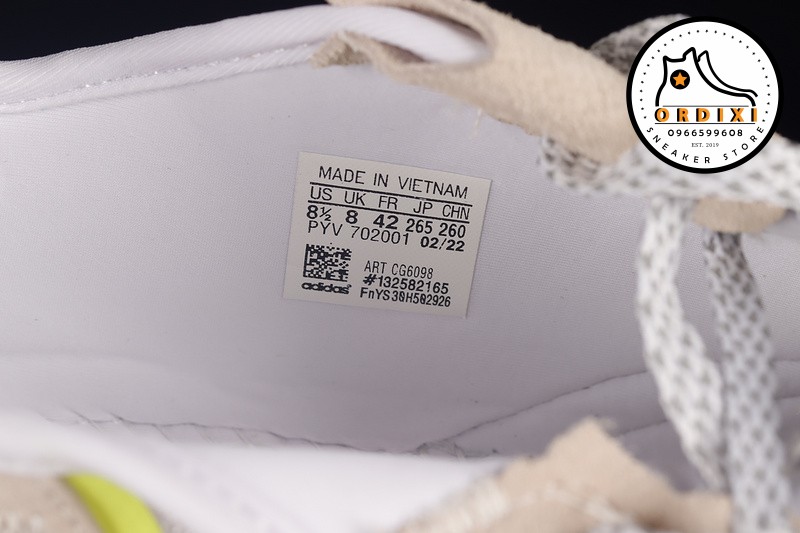 ORDIXI
0966599608
EST, 2019
SNEAKER STORE
MADE IN VIETNAM
US UK FR JP CHN
8½ 8 42 265 260
PYV 702001 02/22
ART CG6098
#132582165
adidas
FnYS30H502926